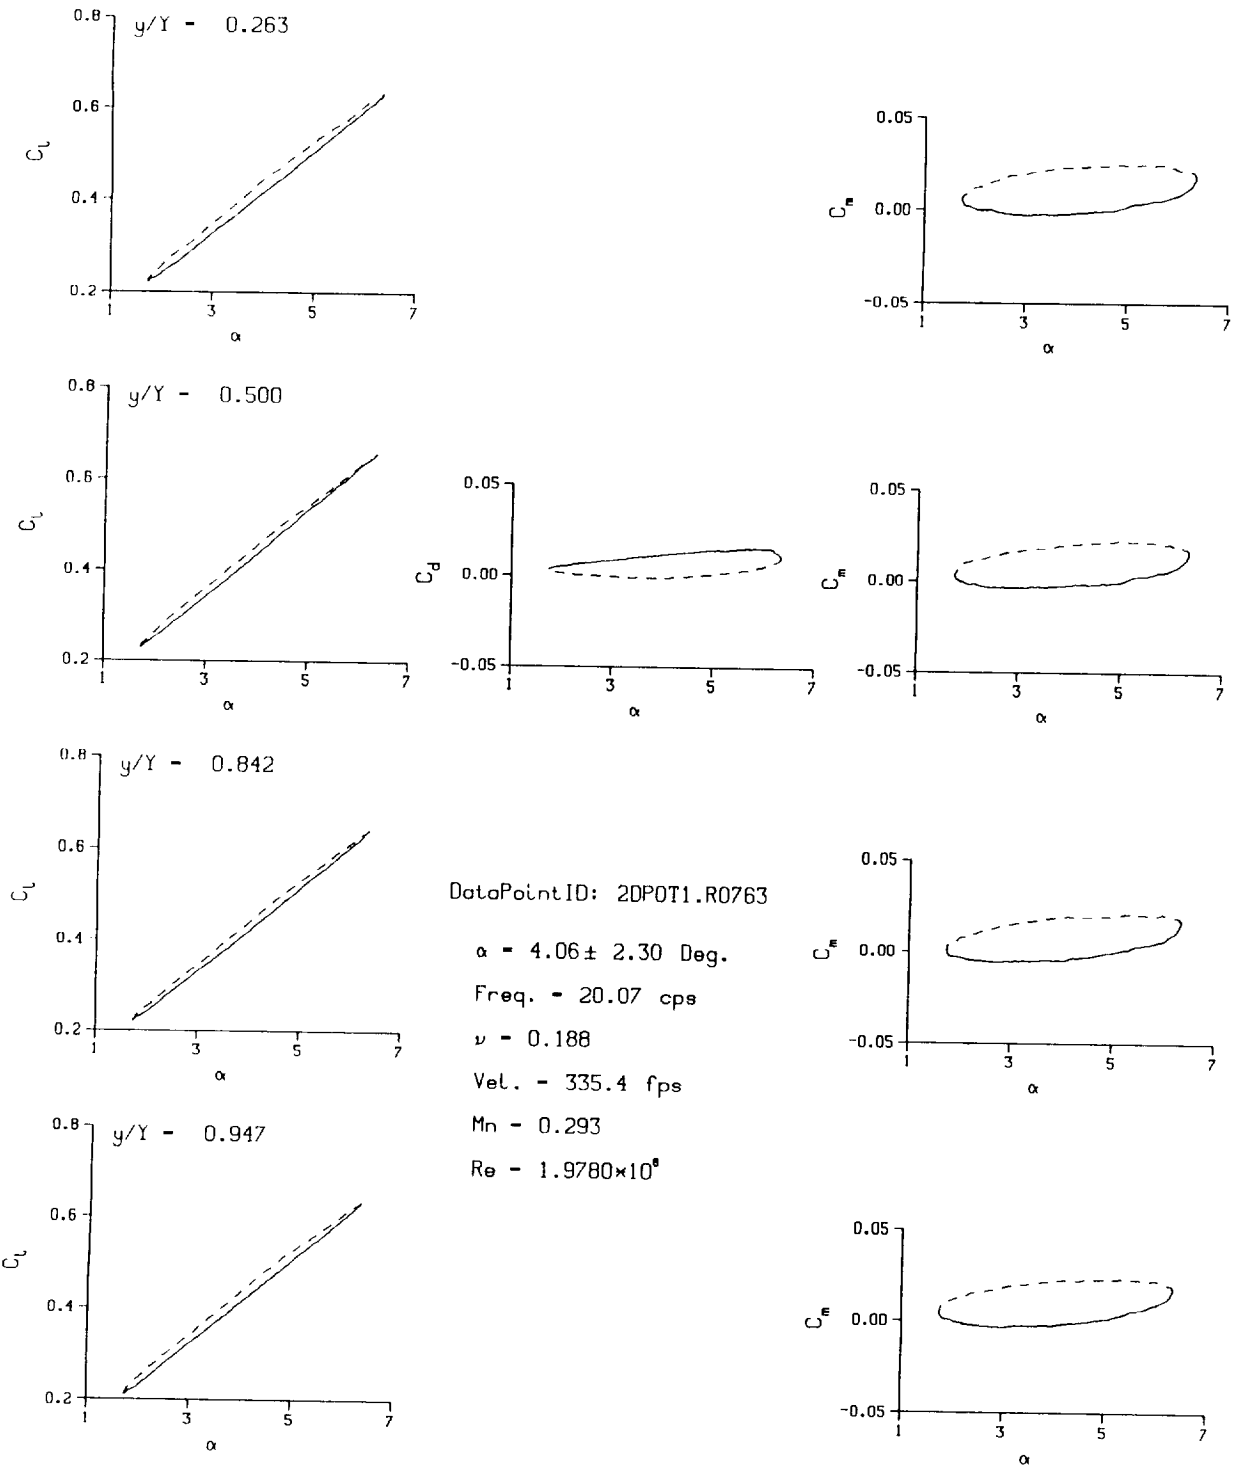 y/Y - 0.263
0.8
0.6
0.4
0.2
C_l
1 3 5 7
α
0.05
0.00
-0.05
C_m
1 3 5 7
α
y/Y - 0.500
0.8
0.6
0.4
0.2
C_l
1 3 5 7
α
0.05
0.00
-0.05
C_d
1 3 5 7
α
0.05
0.00
-0.05
C_m
1 3 5 7
α
y/Y - 0.842
0.8
0.6
0.4
0.2
C_l
1 3 5 7
α
DataPointID: 2DPOT1.R0763
α - 4.06± 2.30 Deg.
Freq. - 20.07 cps
ν - 0.188
Vel. - 335.4 fps
Mn - 0.293
Re - 1.9780×10⁶
0.05
0.00
-0.05
C_m
1 3 5 7
α
y/Y - 0.947
0.8
0.6
0.4
0.2
C_l
1 3 5 7
α
0.05
0.00
-0.05
C_m
1 3 5 7
α